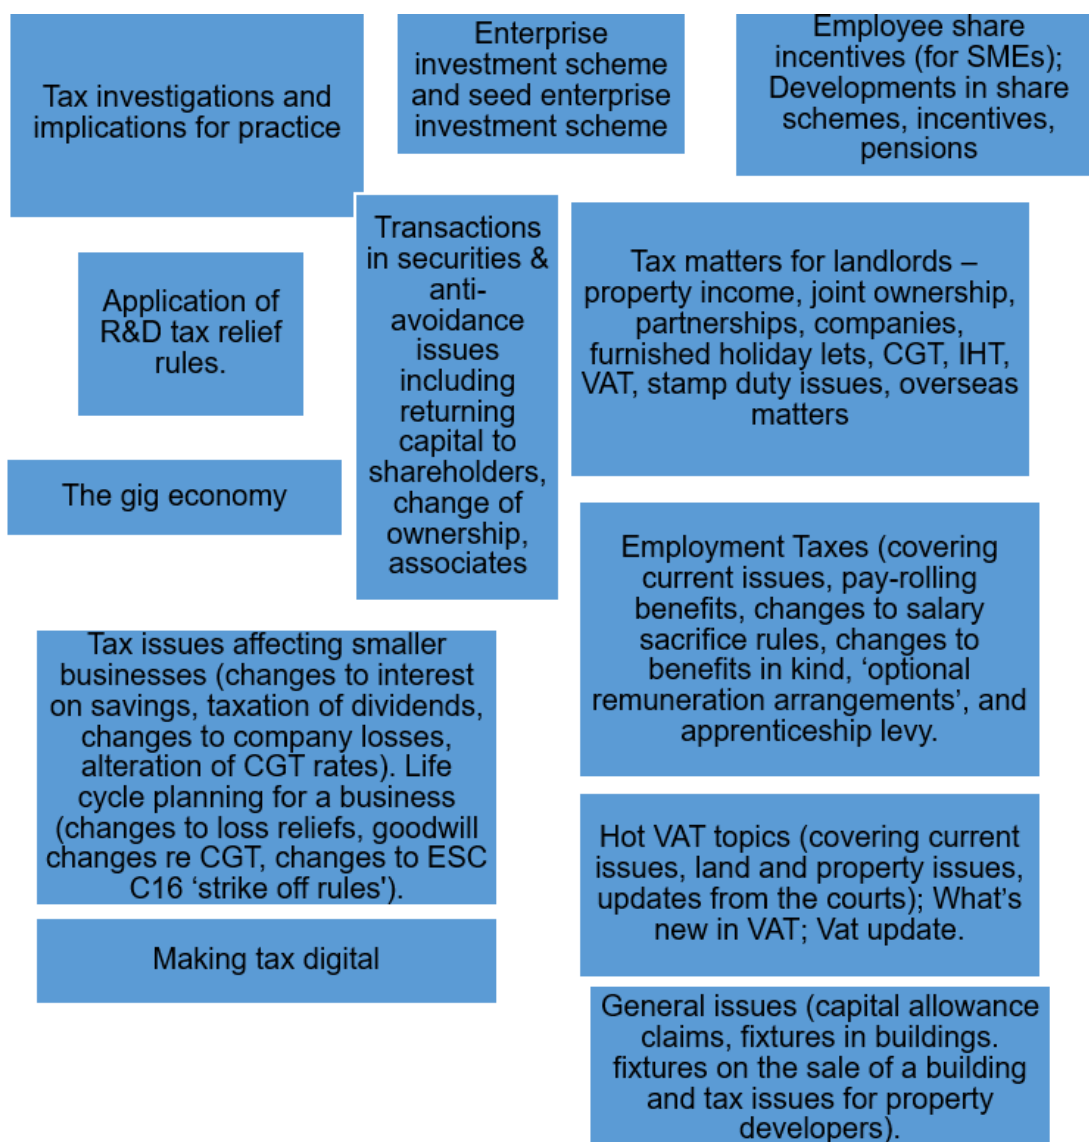 Tax investigations and
implications for practice
Enterprise
investment scheme
and seed enterprise
investment scheme
Employee share
incentives (for SMEs);
Developments in share
schemes, incentives,
pensions
Application of
R&D tax relief
rules.
Transactions
in securities &
anti-
avoidance
issues
including
returning
capital to
shareholders,
change of
ownership,
associates
Tax matters for landlords –
property income, joint ownership,
partnerships, companies,
furnished holiday lets, CGT, IHT,
VAT, stamp duty issues, overseas
matters
The gig economy
Employment Taxes (covering
current issues, pay-rolling
benefits, changes to salary
sacrifice rules, changes to
benefits in kind, ‘optional
remuneration arrangements’, and
apprenticeship levy.
Tax issues affecting smaller
businesses (changes to interest
on savings, taxation of dividends,
changes to company losses,
alteration of CGT rates). Life
cycle planning for a business
(changes to loss reliefs, goodwill
changes re CGT, changes to ESC
C16 ‘strike off rules').
Hot VAT topics (covering current
issues, land and property issues,
updates from the courts); What’s
new in VAT; Vat update.
Making tax digital
General issues (capital allowance
claims, fixtures in buildings.
fixtures on the sale of a building
and tax issues for property
developers).